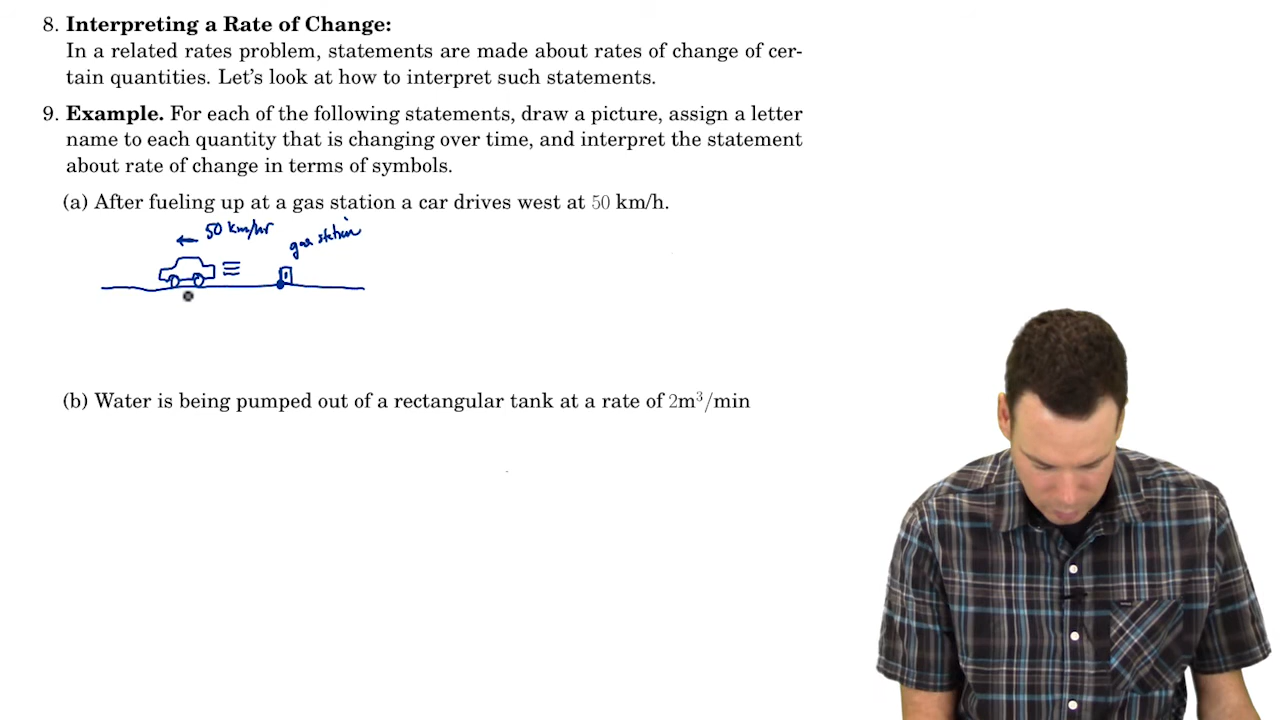 8. Interpreting a Rate of Change:
In a related rates problem, statements are made about rates of change of cer-
tain quantities. Let's look at how to interpret such statements.
9. Example. For each of the following statements, draw a picture, assign a letter
name to each quantity that is changing over time, and interpret the statement
about rate of change in terms of symbols.
(a) After fueling up at a gas station a car drives west at 50 km/h.
← 50 km/hr
gas station
(b) Water is being pumped out of a rectangular tank at a rate of 2m³/min